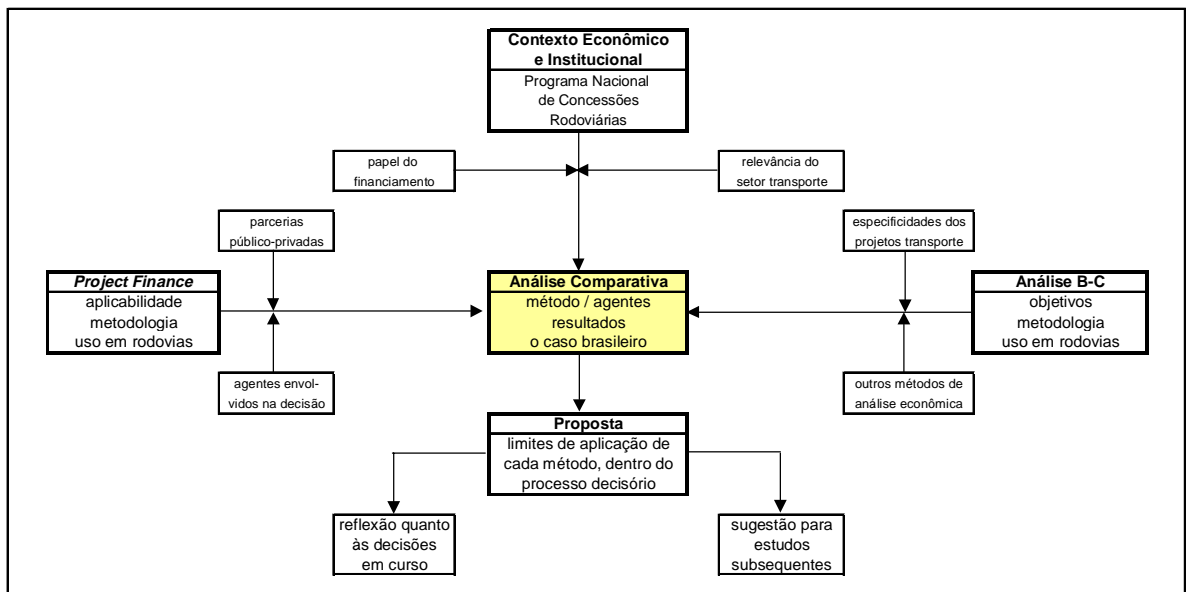 Contexto Econômico
e Institucional
Programa Nacional
de Concessões
Rodoviárias
papel do
financiamento
relevância do
setor transporte
parcerias
público-privadas
especificidades dos
projetos transporte
Project Finance
aplicabilidade
metodologia
uso em rodovias
Análise Comparativa
método / agentes
resultados
o caso brasileiro
Análise B-C
objetivos
metodologia
uso em rodovias
agentes envol-
vidos na decisão
outros métodos de
análise econômica
Proposta
limites de aplicação de
cada método, dentro do
processo decisório
reflexão quanto
às decisões
em curso
sugestão para
estudos
subsequentes